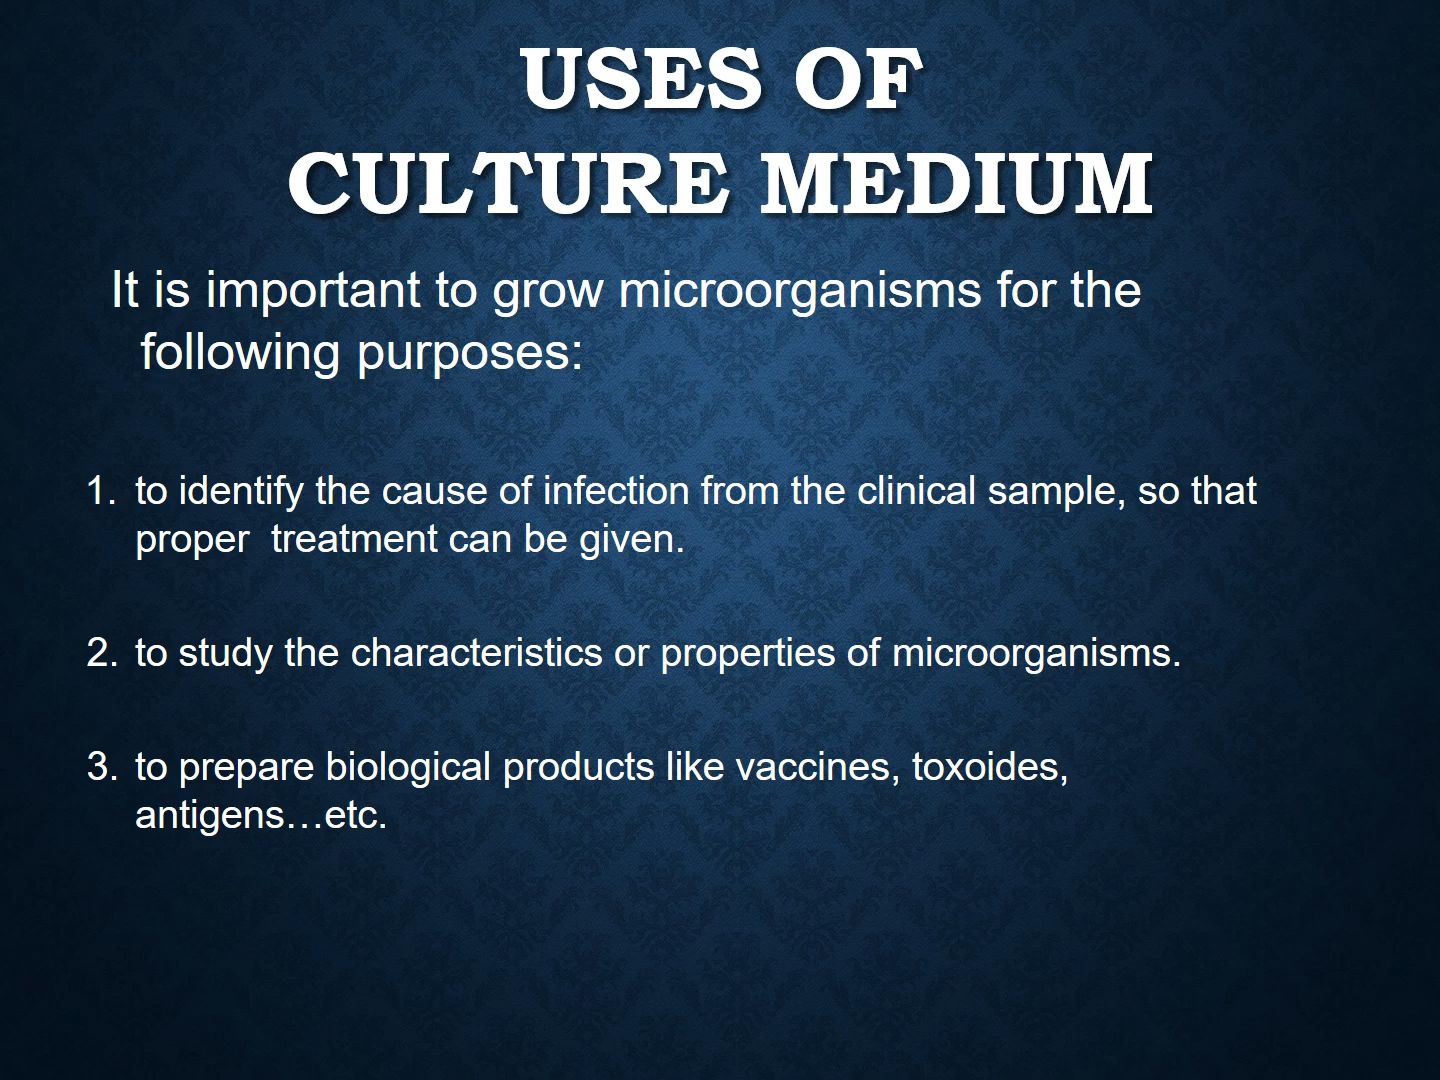 USES OF
CULTURE MEDIUM
It is important to grow microorganisms for the
following purposes:
1. to identify the cause of infection from the clinical sample, so that
proper  treatment can be given.
2. to study the characteristics or properties of microorganisms.
3. to prepare biological products like vaccines, toxoides,
antigens…etc.